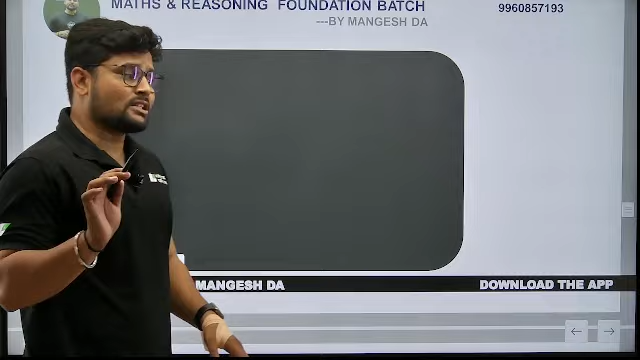 MATHS & REASONING FOUNDATION BATCH
---BY MANGESH DA
9960857193
MANGESH DA
DOWNLOAD THE APP